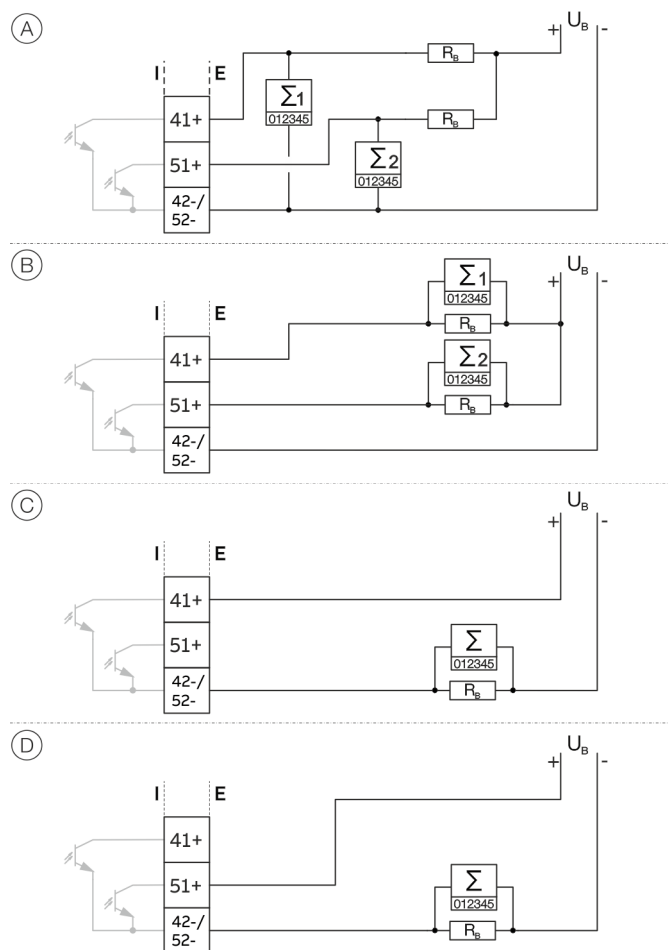 A
U_B
+ -
R_B
I E
Σ1
012345
41+
R_B
Σ2
012345
51+
42-/
52-
B
U_B
+ -
Σ1
012345
I E
R_B
41+
Σ2
012345
51+
R_B
42-/
52-
C
U_B
+ -
I E
41+
51+
Σ
012345
42-/
52-
R_B
D
U_B
+ -
I E
41+
51+
Σ
012345
42-/
52-
R_B